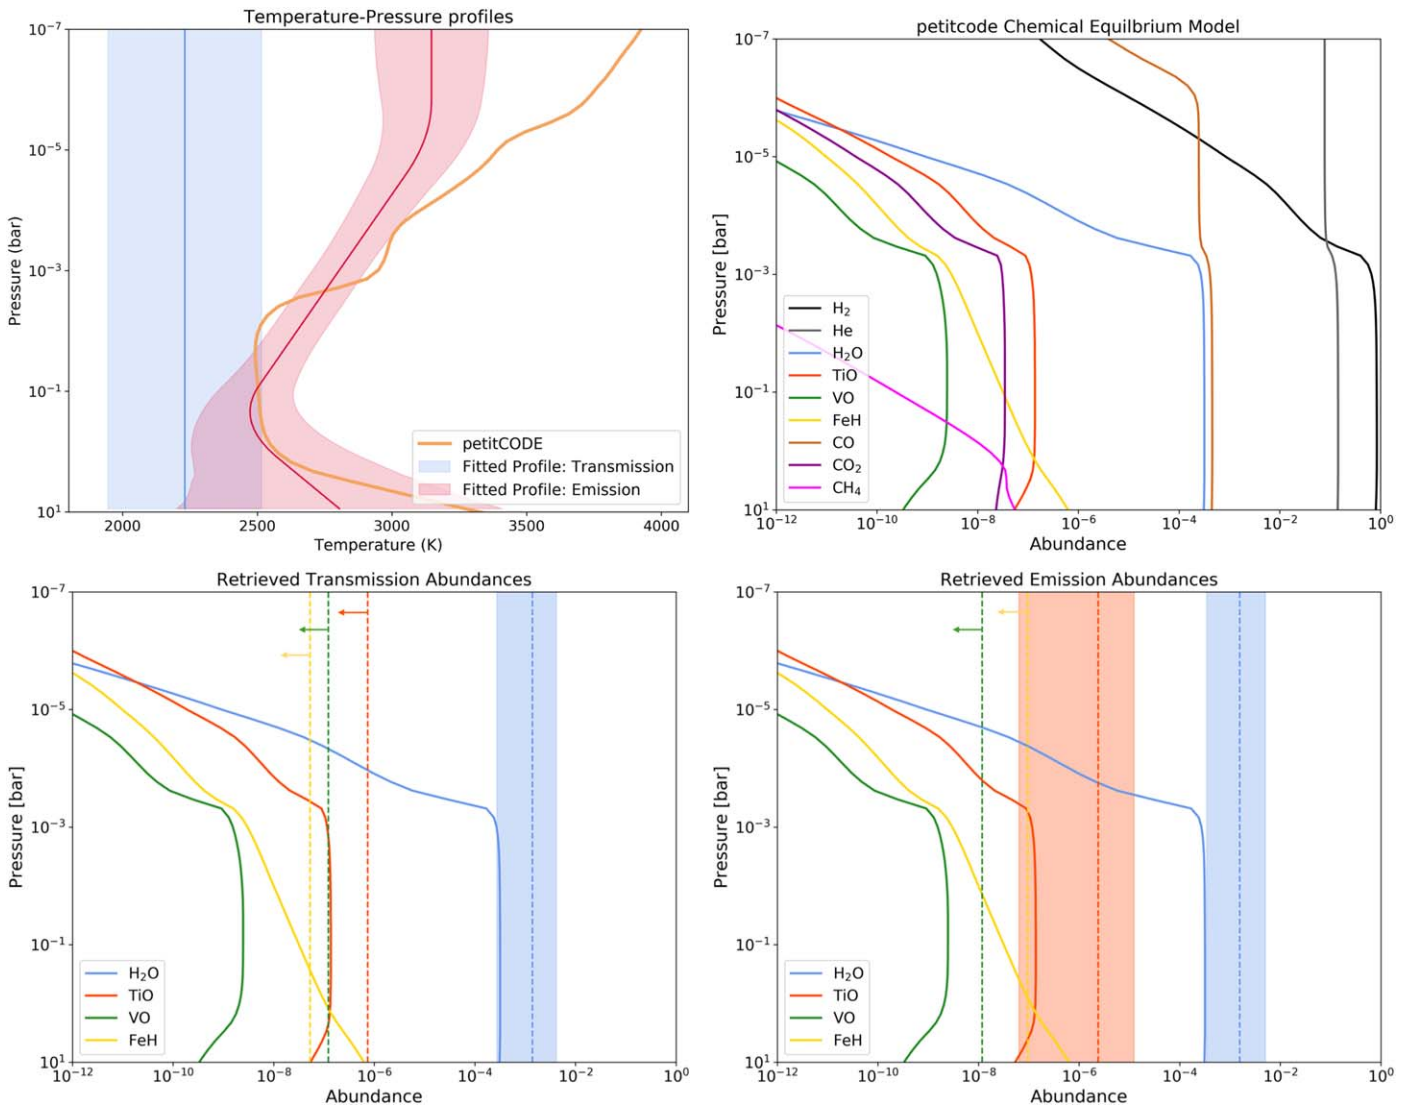 Temperature-Pressure profiles
Pressure (bar)
10⁻⁷
10⁻⁵
10⁻³
10⁻¹
10¹
petitCODE
Fitted Profile: Transmission
Fitted Profile: Emission
2000 2500 3000 3500 4000
Temperature (K)
petitcode Chemical Equilbrium Model
Pressure [bar]
10⁻⁷
10⁻⁵
10⁻³
10⁻¹
10¹
H₂
He
H₂O
TiO
VO
FeH
CO
CO₂
CH₄
10⁻¹² 10⁻¹⁰ 10⁻⁸ 10⁻⁶ 10⁻⁴ 10⁻² 10⁰
Abundance
Retrieved Transmission Abundances
Pressure [bar]
10⁻⁷
10⁻⁵
10⁻³
10⁻¹
10¹
H₂O
TiO
VO
FeH
10⁻¹² 10⁻¹⁰ 10⁻⁸ 10⁻⁶ 10⁻⁴ 10⁻² 10⁰
Abundance
Retrieved Emission Abundances
Pressure [bar]
10⁻⁷
10⁻⁵
10⁻³
10⁻¹
10¹
H₂O
TiO
VO
FeH
10⁻¹² 10⁻¹⁰ 10⁻⁸ 10⁻⁶ 10⁻⁴ 10⁻² 10⁰
Abundance